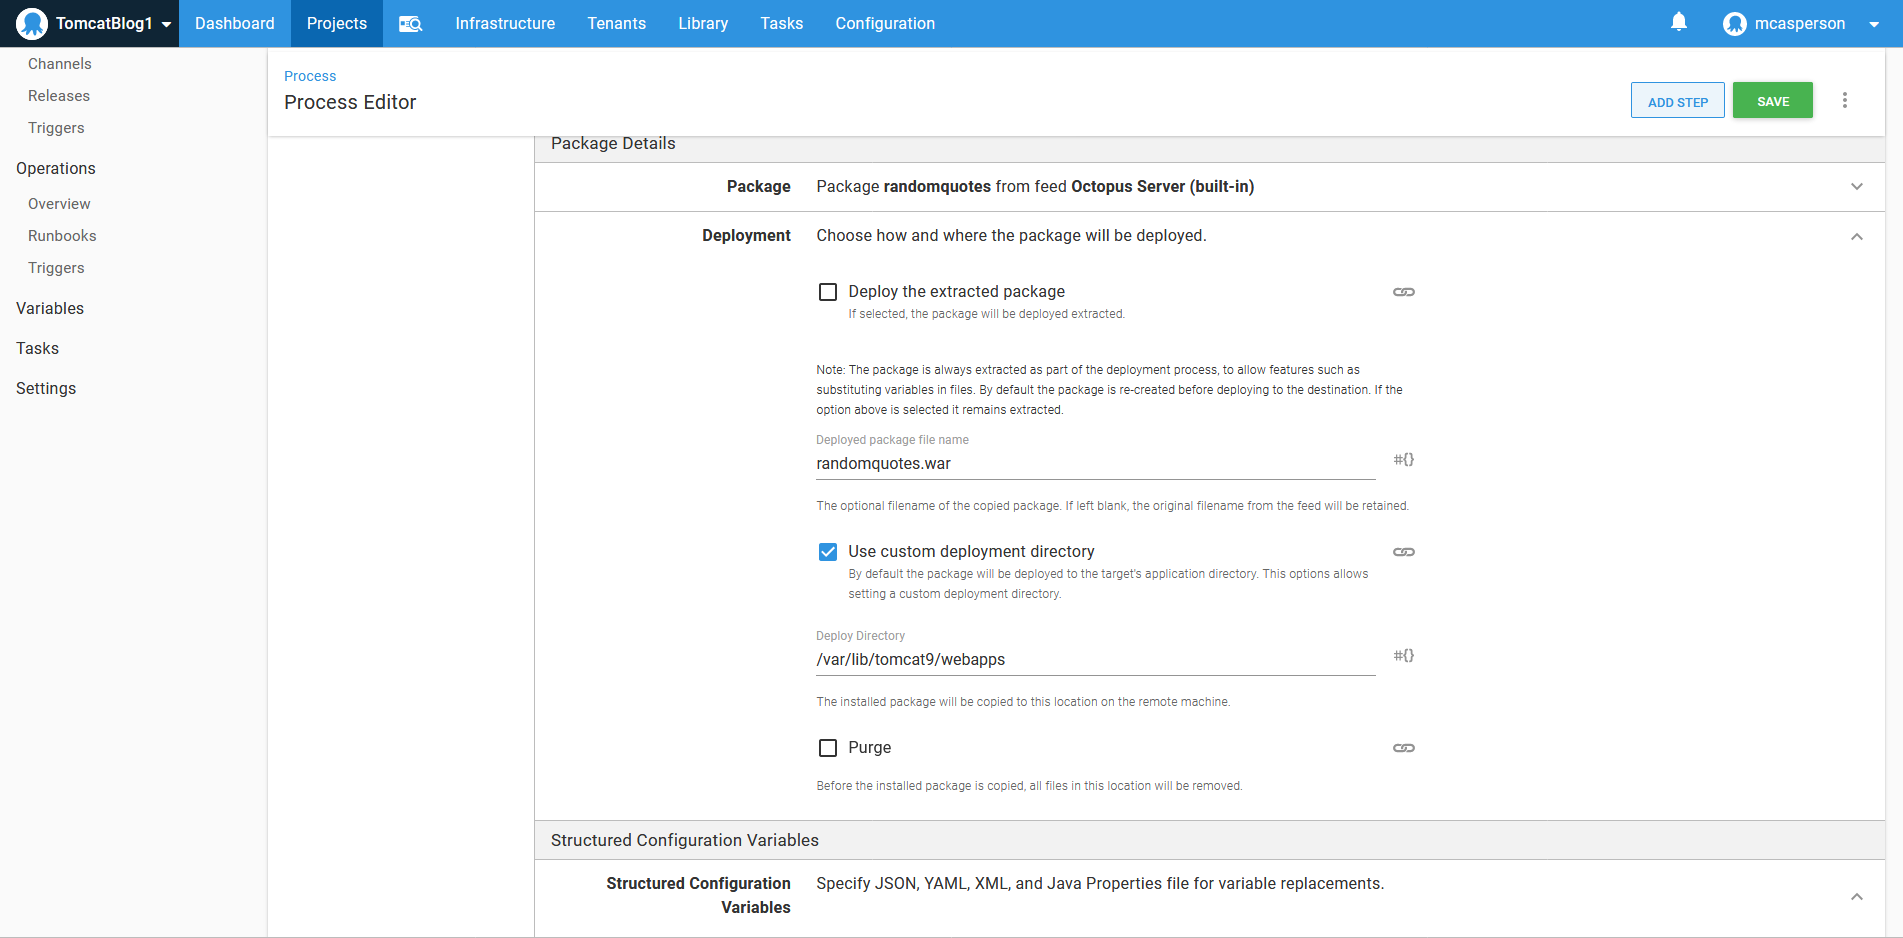 TomcatBlog1
Dashboard
Projects
Infrastructure
Tenants
Library
Tasks
Configuration
mcasperson
Channels
Releases
Triggers
Operations
Overview
Runbooks
Triggers
Variables
Tasks
Settings
Process
Process Editor
ADD STEP
SAVE
Package Details
Package
Package randomquotes from feed Octopus Server (built-in)
Deployment
Choose how and where the package will be deployed.
Deploy the extracted package
If selected, the package will be deployed extracted.
Note: The package is always extracted as part of the deployment process, to allow features such as
substituting variables in files. By default the package is re-created before deploying to the destination. If the
option above is selected it remains extracted.
Deployed package file name
randomquotes.war
#{}
The optional filename of the copied package. If left blank, the original filename from the feed will be retained.
Use custom deployment directory
By default the package will be deployed to the target's application directory. This options allows
setting a custom deployment directory.
Deploy Directory
/var/lib/tomcat9/webapps
#{}
The installed package will be copied to this location on the remote machine.
Purge
Before the installed package is copied, all files in this location will be removed.
Structured Configuration Variables
Structured Configuration
Variables
Specify JSON, YAML, XML, and Java Properties file for variable replacements.